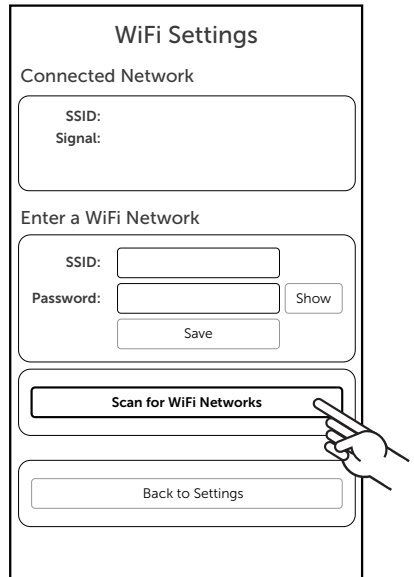 WiFi Settings
Connected Network
SSID:
Signal:
Enter a WiFi Network
SSID:
Password:
Show
Save
Scan for WiFi Networks
Back to Settings